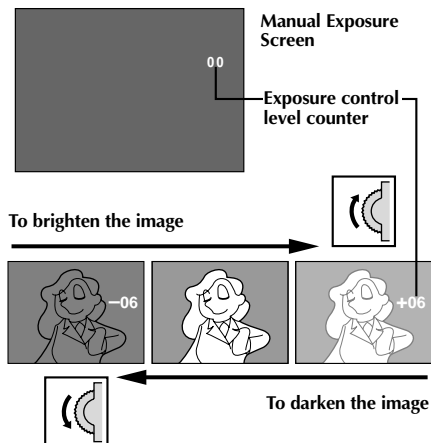 Manual Exposure
Screen
00
Exposure control
level counter
To brighten the image
–06
+06
To darken the image